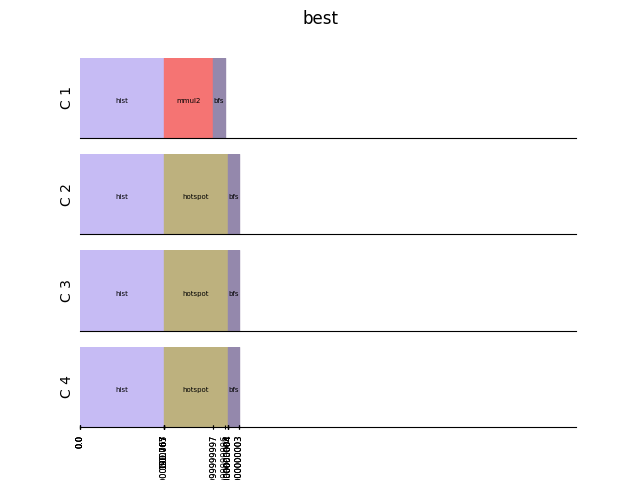 best
C 1
hist
mmul2
bfs
C 2
hist
hotspot
bfs
C 3
hist
hotspot
bfs
C 4
hist
hotspot
bfs
0.0